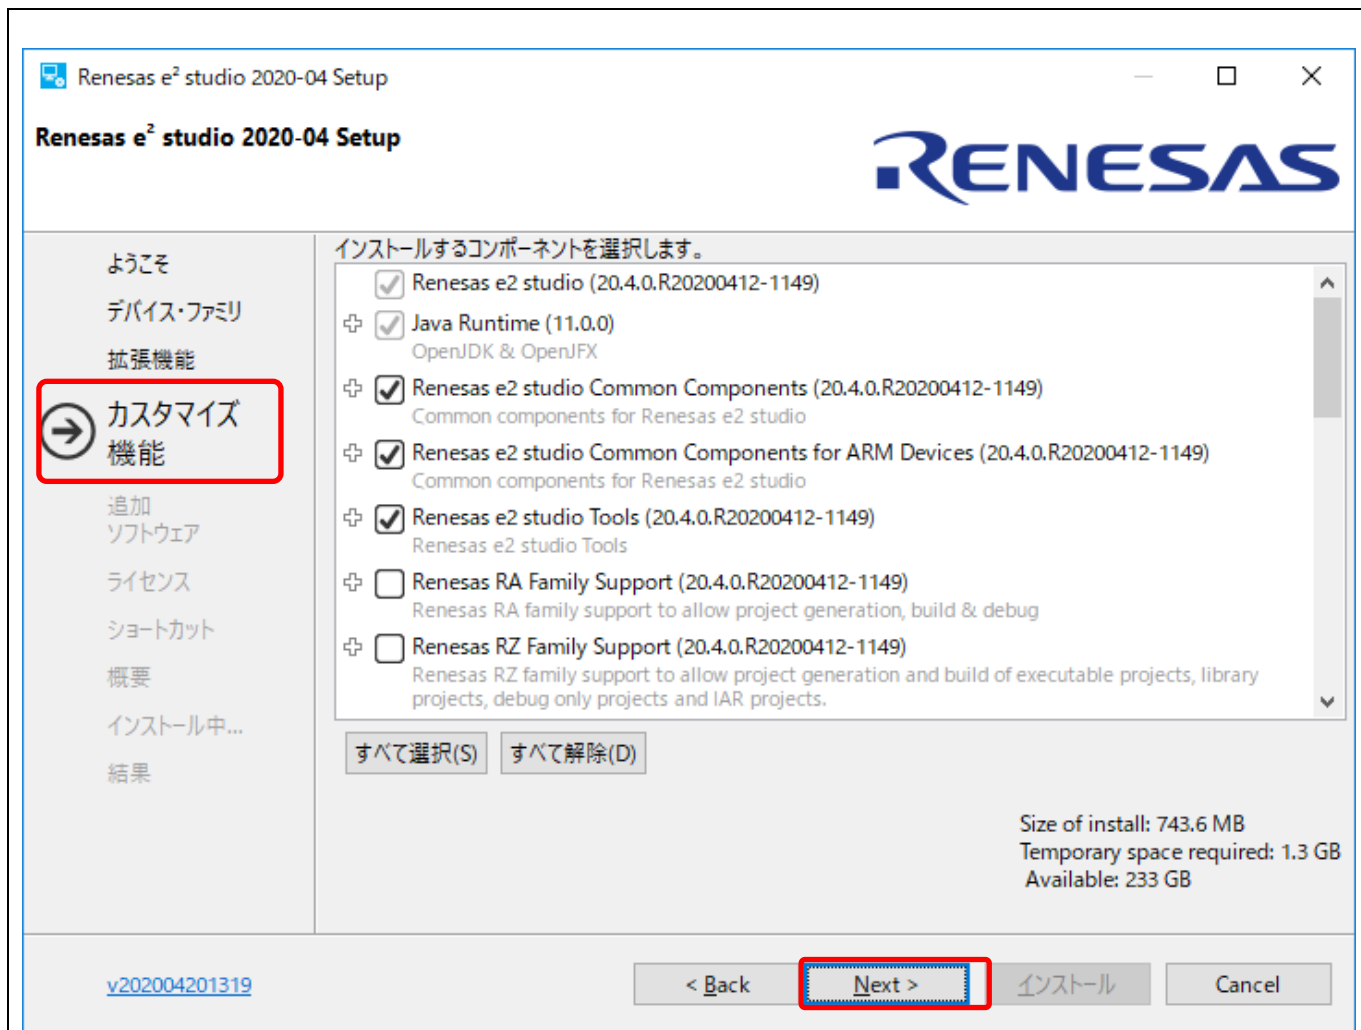 Renesas e² studio 2020-04 Setup
Renesas e² studio 2020-04 Setup
RENESAS
ようこそ
デバイス・ファミリ
拡張機能
カスタマイズ
機能
追加
ソフトウェア
ライセンス
ショートカット
概要
インストール中...
結果
インストールするコンポーネントを選択します。
Renesas e2 studio (20.4.0.R20200412-1149)
Java Runtime (11.0.0)
OpenJDK & OpenJFX
Renesas e2 studio Common Components (20.4.0.R20200412-1149)
Common components for Renesas e2 studio
Renesas e2 studio Common Components for ARM Devices (20.4.0.R20200412-1149)
Common components for Renesas e2 studio
Renesas e2 studio Tools (20.4.0.R20200412-1149)
Renesas e2 studio Tools
Renesas RA Family Support (20.4.0.R20200412-1149)
Renesas RA family support to allow project generation, build & debug
Renesas RZ Family Support (20.4.0.R20200412-1149)
Renesas RZ family support to allow project generation and build of executable projects, library
projects, debug only projects and IAR projects.
すべて選択(S) すべて解除(D)
Size of install: 743.6 MB
Temporary space required: 1.3 GB
Available: 233 GB
v202004201319 < Back Next > インストール Cancel